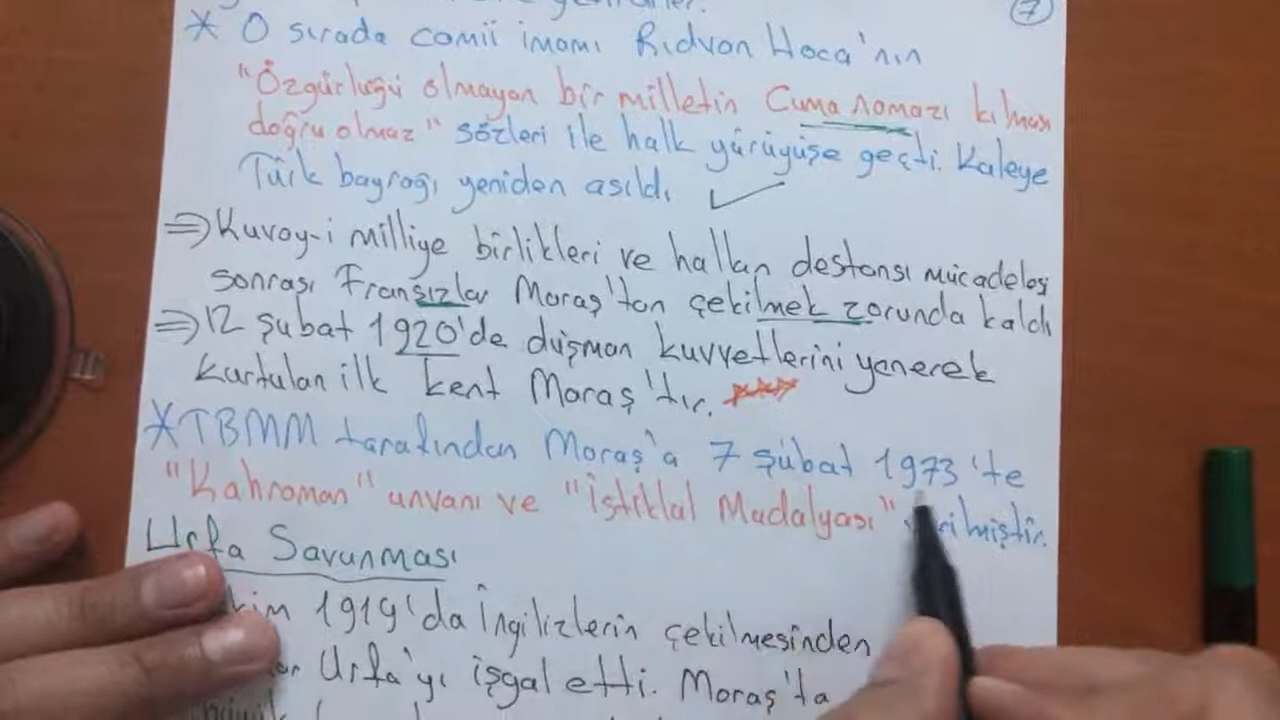 7
* O sırada camii imamı Rıdvan Hoca'nın
"Özgürlüğü olmayan bir milletin Cuma namazı kılması
doğru olmaz" sözleri ile halk yürüyüşe geçti. Kaleye
Türk bayrağı yeniden asıldı.
⇒ Kuvay-i milliye birlikleri ve halkın destansı mücadelesi
sonrası Fransızlar Maraş'tan çekilmek zorunda kaldı
⇒ 12 şubat 1920'de düşman kuvvetlerini yenerek
kurtulan ilk kent Maraş'tır.
* TBMM tarafından Maraş'a 7 şubat 1973'te
"Kahraman" unvanı ve "İstiklal Madalyası" verilmiştir.
Urfa Savunması
1919'da İngilizlerin çekilmesinden
Urfa'yı işgal etti. Maraş'ta